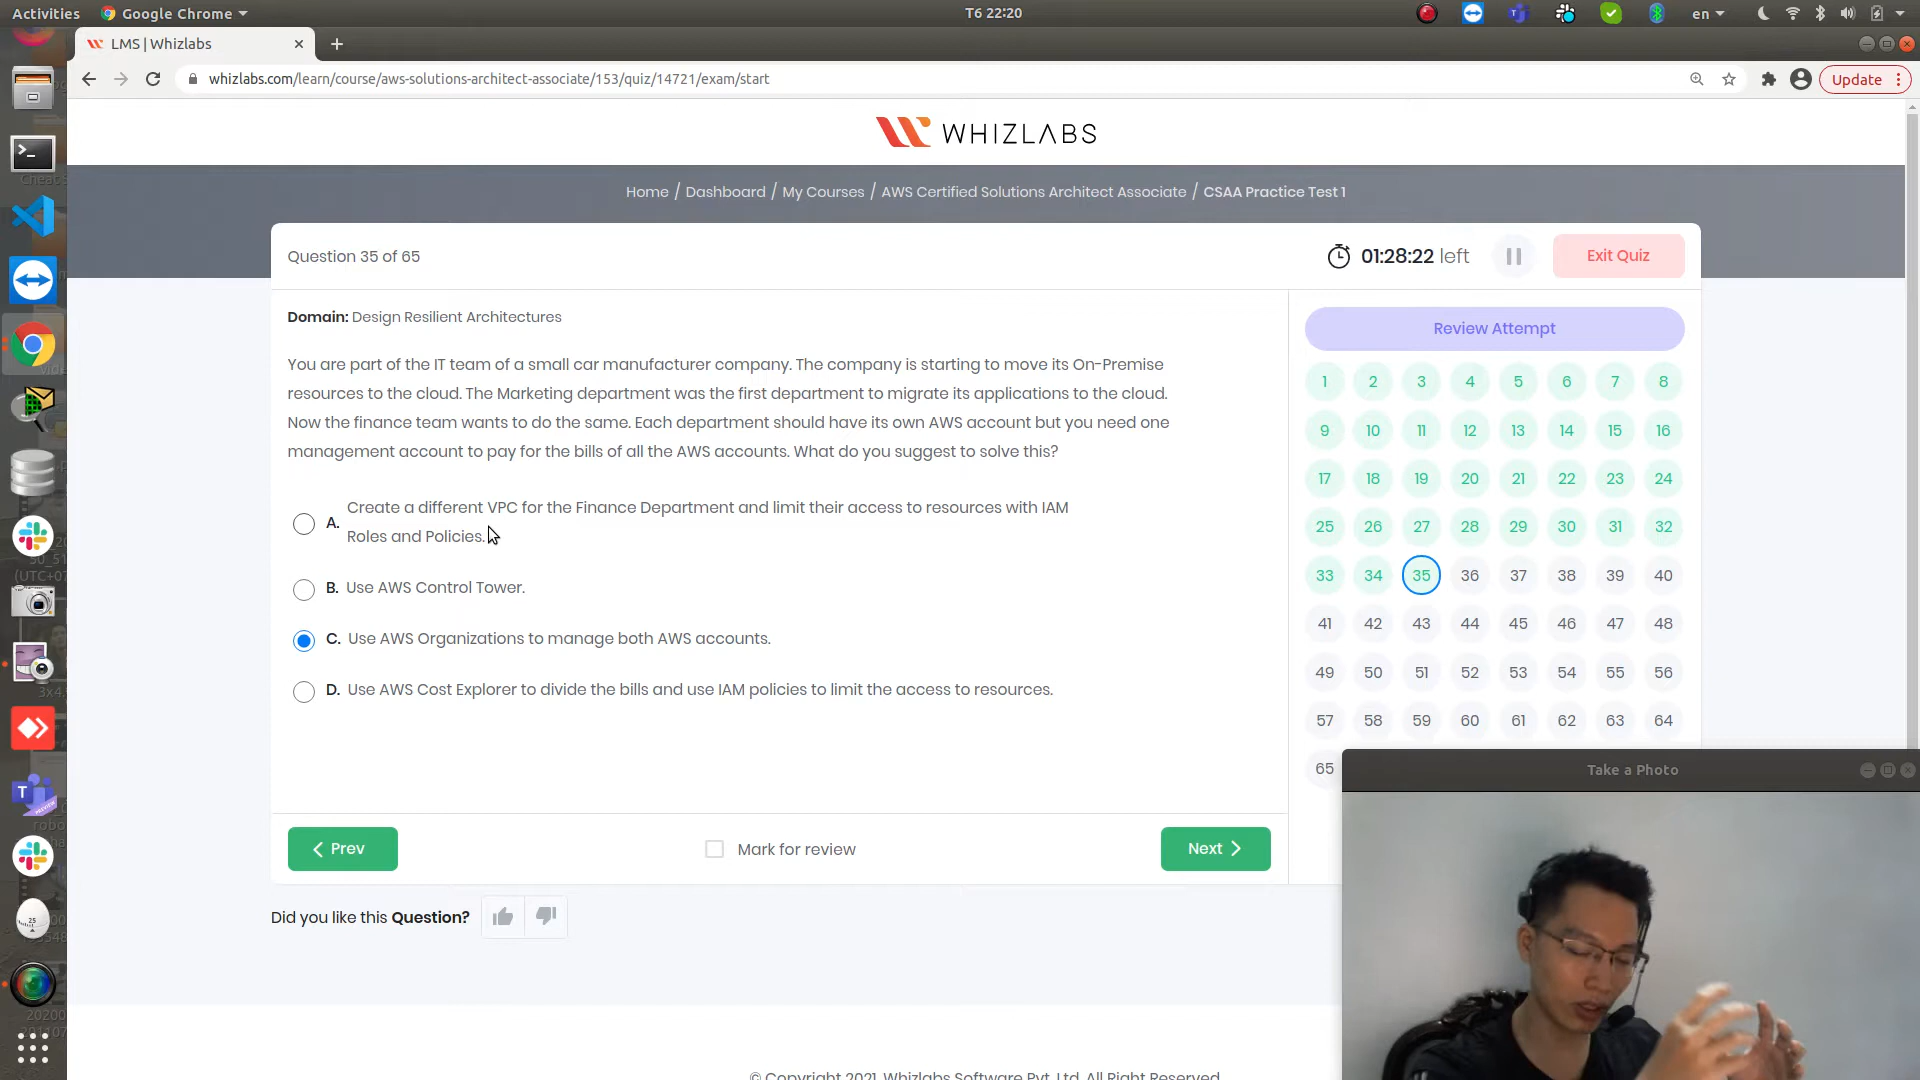 Activities
Google Chrome
T6 22:20
en
LMS | Whizlabs
whizlabs.com/learn/course/aws-solutions-architect-associate/153/quiz/14721/exam/start
Update
WHIZLABS
Home / Dashboard / My Courses / AWS Certified Solutions Architect Associate / CSAA Practice Test 1
Question 35 of 65
01:28:22 left
Exit Quiz
Domain: Design Resilient Architectures
You are part of the IT team of a small car manufacturer company. The company is starting to move its On-Premise
resources to the cloud. The Marketing department was the first department to migrate its applications to the cloud.
Now the finance team wants to do the same. Each department should have its own AWS account but you need one
management account to pay for the bills of all the AWS accounts. What do you suggest to solve this?
A. Create a different VPC for the Finance Department and limit their access to resources with IAM
Roles and Policies.
B. Use AWS Control Tower.
C. Use AWS Organizations to manage both AWS accounts.
D. Use AWS Cost Explorer to divide the bills and use IAM policies to limit the access to resources.
Review Attempt
1 2 3 4 5 6 7 8
9 10 11 12 13 14 15 16
17 18 19 20 21 22 23 24
25 26 27 28 29 30 31 32
33 34 35 36 37 38 39 40
41 42 43 44 45 46 47 48
49 50 51 52 53 54 55 56
57 58 59 60 61 62 63 64
65
Take a Photo
Prev
Mark for review
Next
Did you like this Question?
© Copyright 2021. Whizlabs Software Pvt. Ltd. All Right Reserved